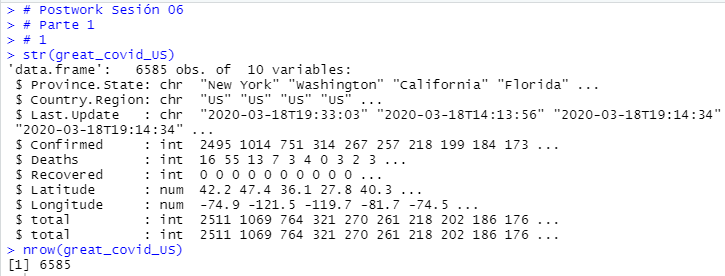 > # Postwork Sesión 06
> # Parte 1
> # 1
> str(great_covid_US)
'data.frame':   6585 obs. of  10 variables:
 $ Province.State: chr  "New York" "Washington" "California" "Florida" ...
 $ Country.Region: chr  "US" "US" "US" "US" ...
 $ Last.Update   : chr  "2020-03-18T19:33:03" "2020-03-18T14:13:56" "2020-03-18T19:14:34"
"2020-03-18T19:14:34" ...
 $ Confirmed     : int  2495 1014 751 314 267 257 218 199 184 173 ...
 $ Deaths        : int  16 55 13 7 3 4 0 3 2 3 ...
 $ Recovered     : int  0 0 0 0 0 0 0 0 0 0 ...
 $ Latitude      : num  42.2 47.4 36.1 27.8 40.3 ...
 $ Longitude     : num  -74.9 -121.5 -119.7 -81.7 -74.5 ...
 $ total         : int  2511 1069 764 321 270 261 218 202 186 176 ...
 $ total         : int  2511 1069 764 321 270 261 218 202 186 176 ...
> nrow(great_covid_US)
[1] 6585